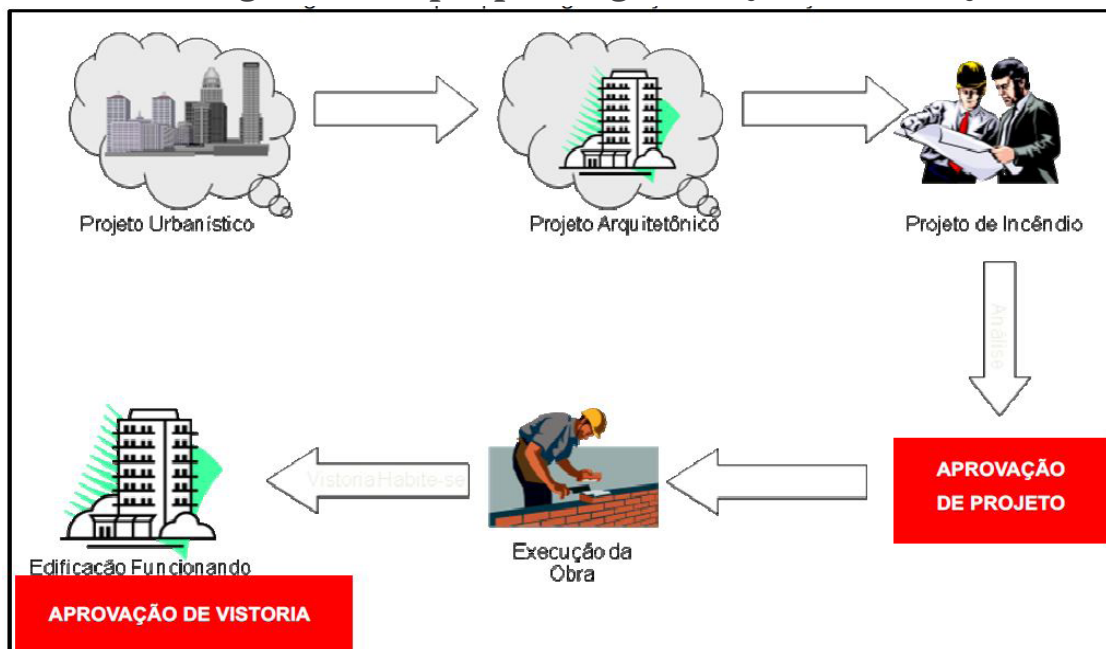 Projeto Urbanístico
Projeto Arquitetônico
Projeto de Incêndio
Análise
APROVAÇÃO
DE PROJETO
Execução da
Obra
Vistoria Habite-se
Edificação Funcionando
APROVAÇÃO DE VISTORIA